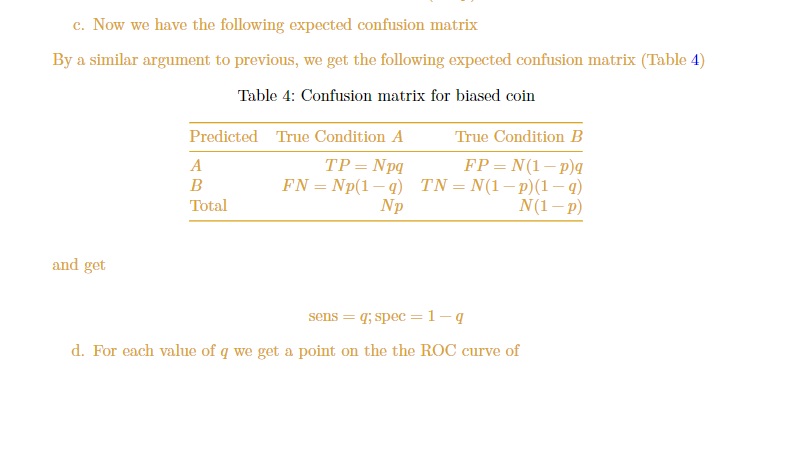 c. Now we have the following expected confusion matrix
By a similar argument to previous, we get the following expected confusion matrix (Table 4)
Table 4: Confusion matrix for biased coin
Predicted True Condition A True Condition B
A TP = Npq FP = N(1 − p)q
B FN = Np(1 − q) TN = N(1 − p)(1 − q)
Total Np N(1 − p)
and get
sens = q; spec = 1 − q
d. For each value of q we get a point on the the ROC curve of